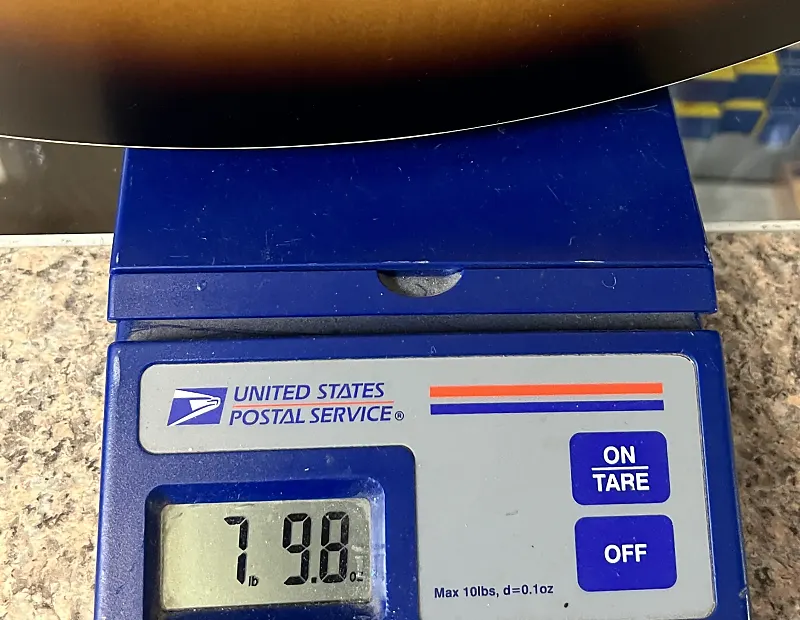 UNITED STATES
POSTAL SERVICE®
ON
TARE
7 lb 9.8 oz
OFF
Max 10lbs, d=0.1oz